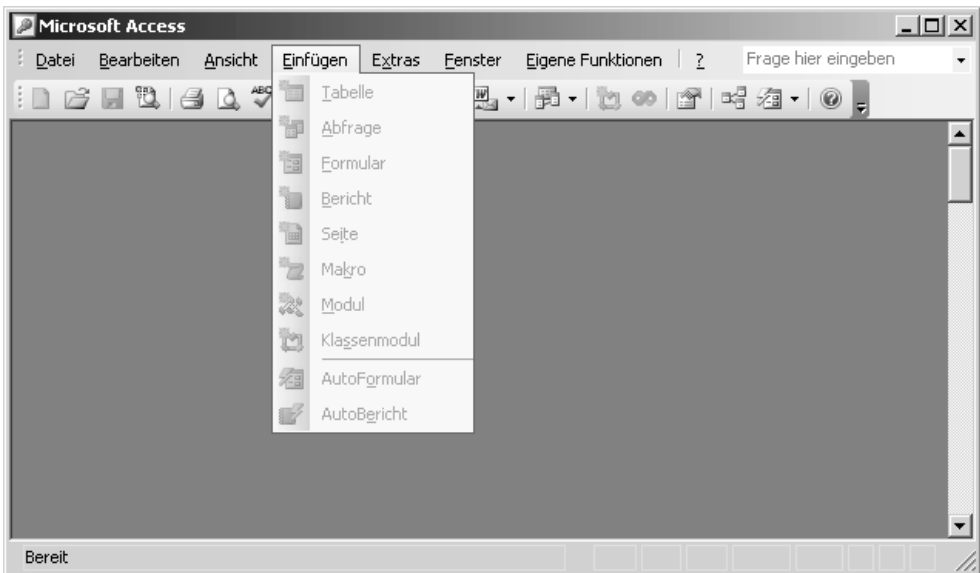 Microsoft Access
Datei Bearbeiten Ansicht Einfügen Extras Fenster Eigene Funktionen ? Frage hier eingeben
ABC
W
Tabelle
Abfrage
Formular
Bericht
Seite
Makro
Modul
Klassenmodul
AutoFormular
AutoBericht
Bereit